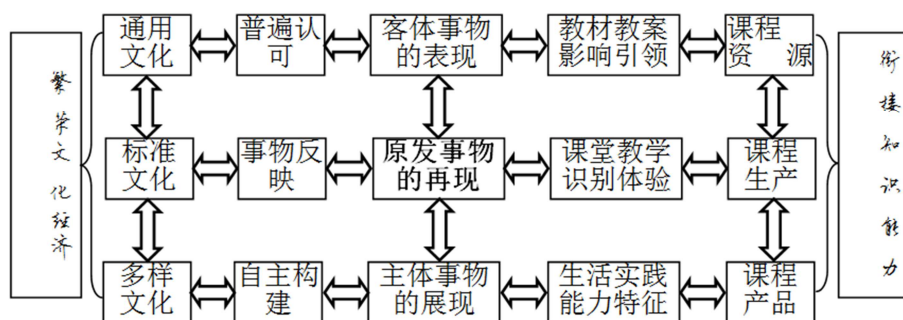 繁荣文化经济
通用
文化
普遍认
可
客体事物
的表现
教材教案
影响引领
课程
资 源
标准
文化
事物反
映
原发事物
的再现
课堂教学
识别体验
课程
生产
多样
文化
自主构
建
主体事物
的展现
生活实践
能力特征
课程
产品
衔接知识能力